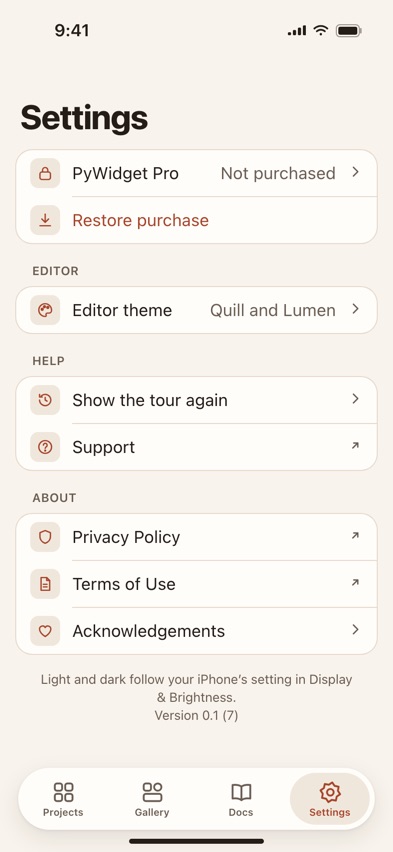 9:41
Settings
PyWidget Pro Not purchased
Restore purchase
EDITOR
Editor theme Quill and Lumen
HELP
Show the tour again
Support
ABOUT
Privacy Policy
Terms of Use
Acknowledgements
Light and dark follow your iPhone’s setting in Display
& Brightness.
Version 0.1 (7)
Projects Gallery Docs Settings